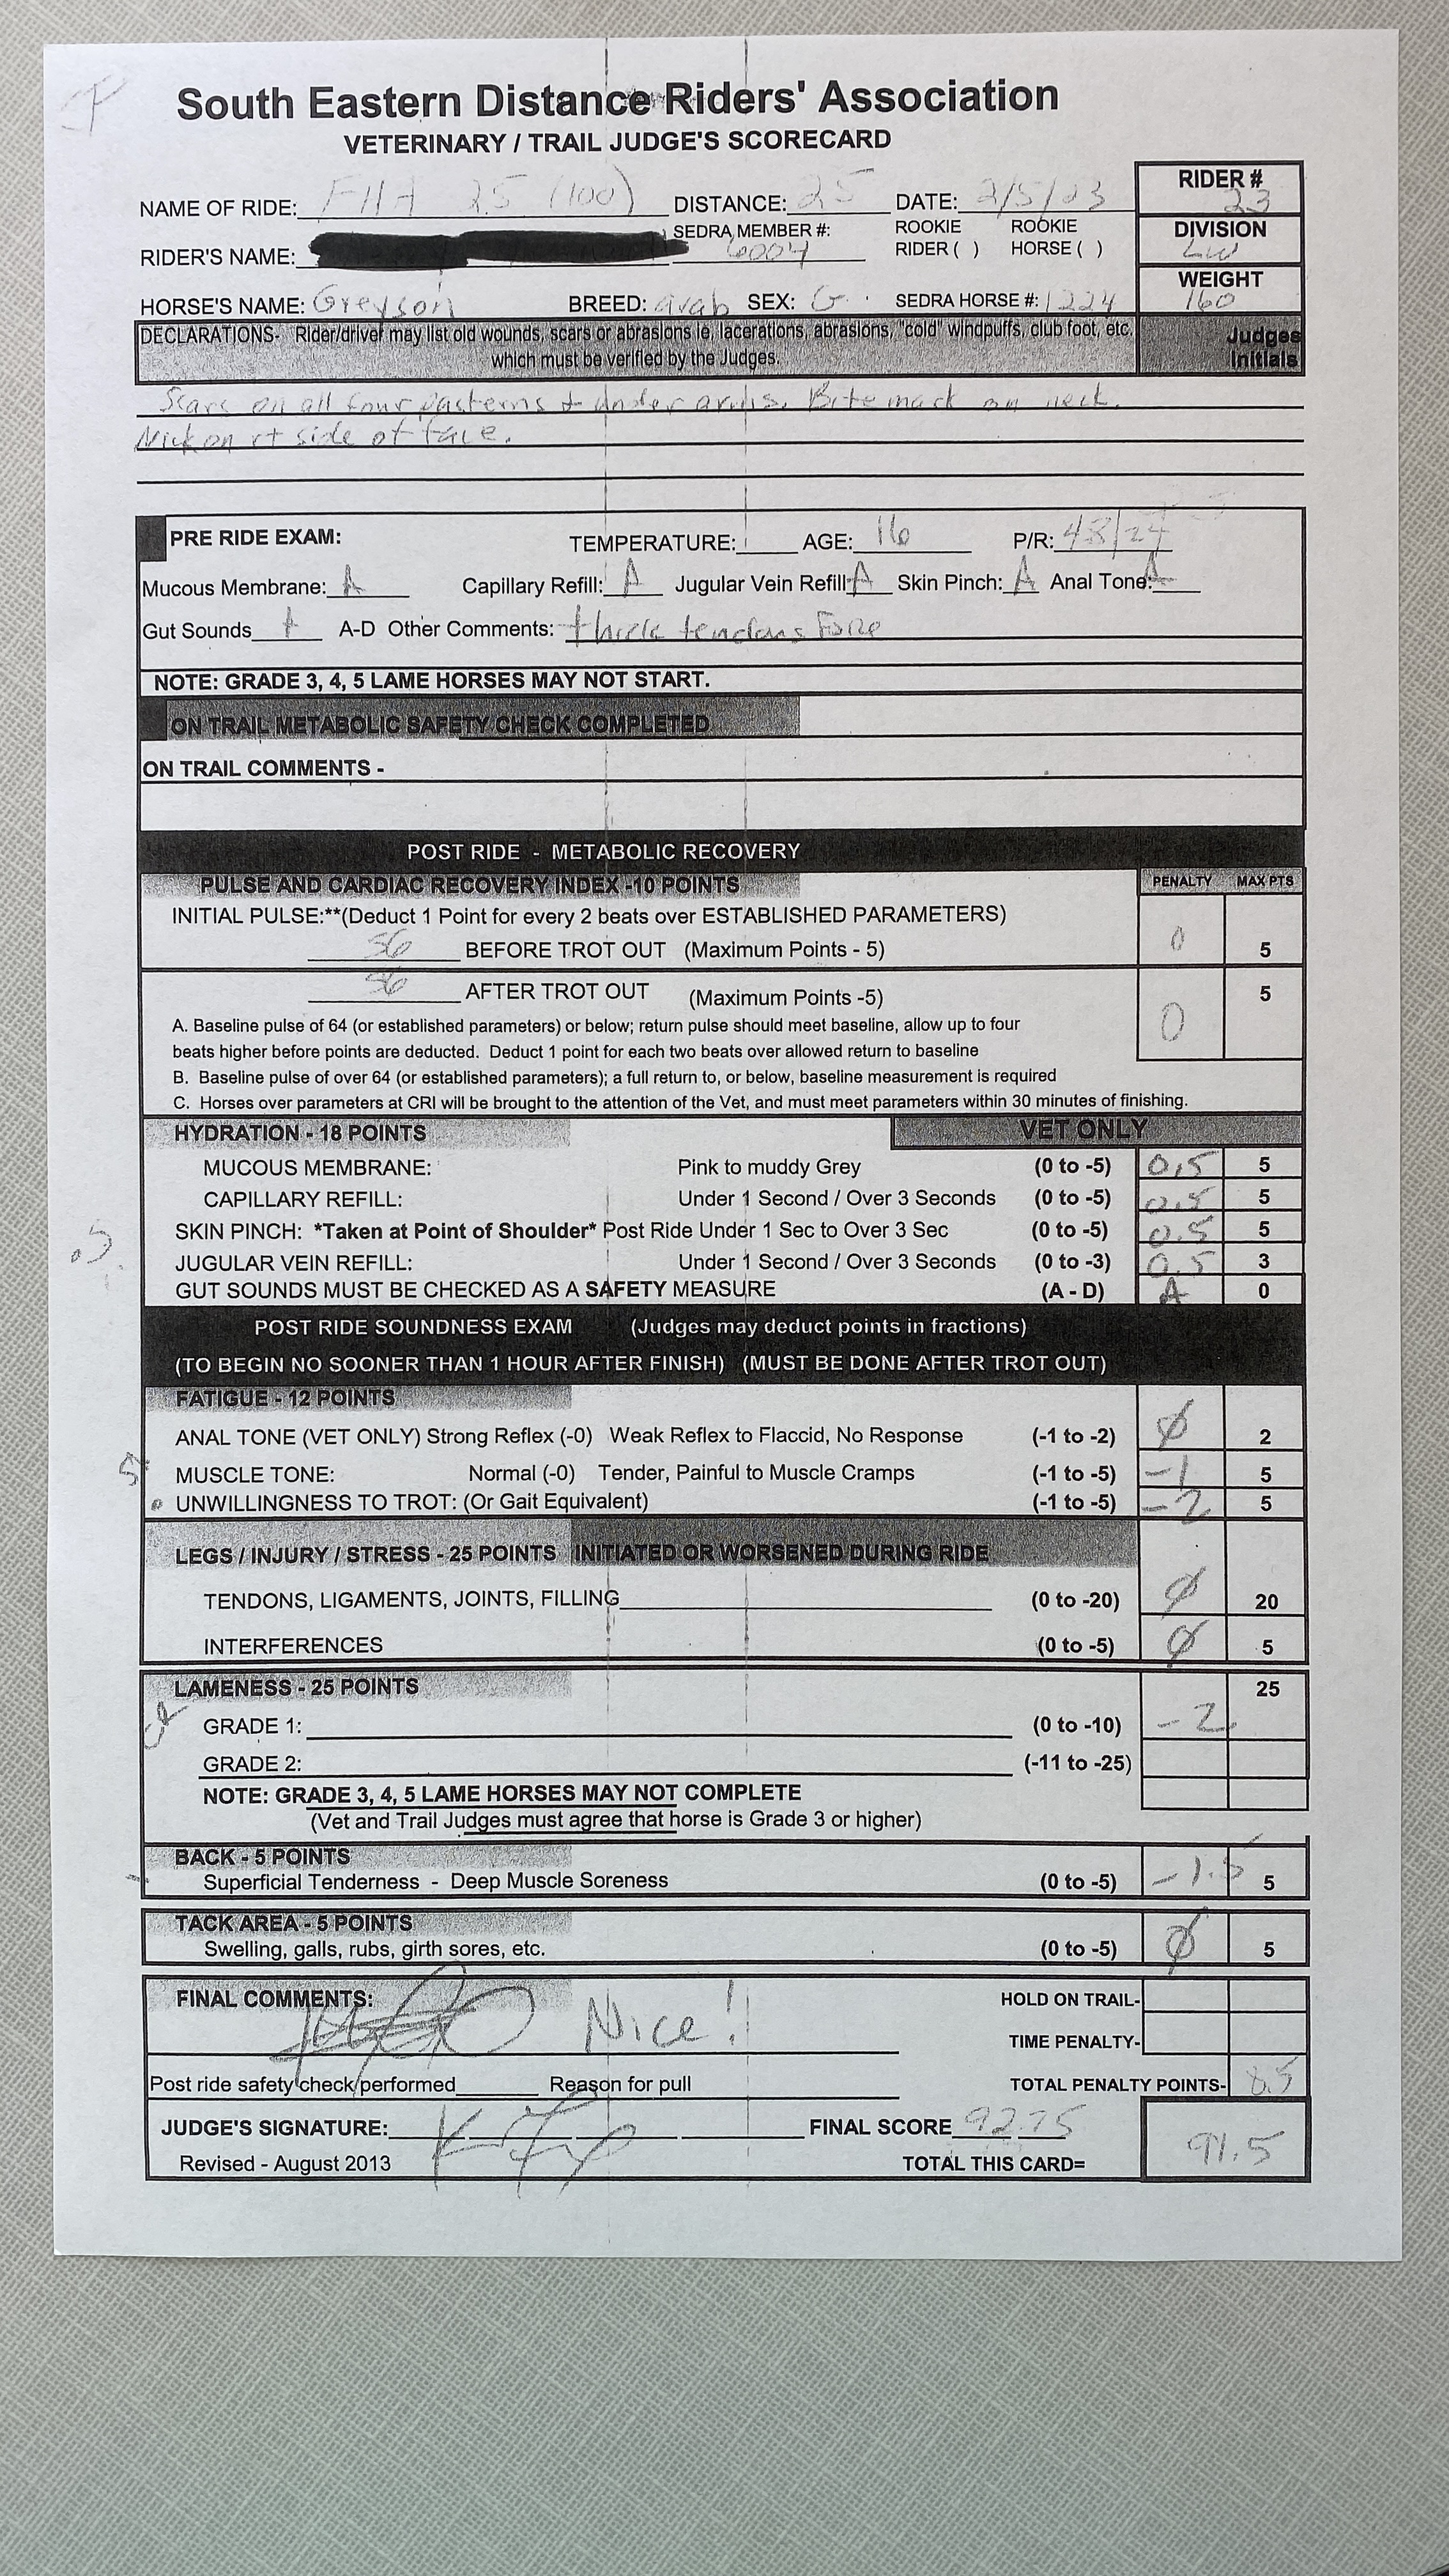 South Eastern Distance Riders' Association
VETERINARY / TRAIL JUDGE'S SCORECARD
NAME OF RIDE: FHA 25 (100) DISTANCE: 25 DATE: 2/5/23 RIDER # 23
RIDER'S NAME: SEDRA MEMBER #: 6004 ROOKIE RIDER ( ) ROOKIE HORSE ( ) DIVISION LW
HORSE'S NAME: Greyson BREED: arab SEX: G SEDRA HORSE #: 1224 WEIGHT 160
DECLARATIONS- Rider/driver may list old wounds, scars or abrasions ie, lacerations, abrasions, "cold" windpuffs, club foot, etc. Judges
which must be verified by the Judges. Initials
Scars on all four pasterns + under arms. Bite mark on neck.
Nick on rt side of face.
PRE RIDE EXAM: TEMPERATURE: AGE: 16 P/R: 48/24
Mucous Membrane: A Capillary Refill: A Jugular Vein Refill: A Skin Pinch: A Anal Tone: A
Gut Sounds A-D Other Comments: thick tendons Fore
NOTE: GRADE 3, 4, 5 LAME HORSES MAY NOT START.
ON TRAIL METABOLIC SAFETY CHECK COMPLETED
ON TRAIL COMMENTS -
POST RIDE - METABOLIC RECOVERY
PULSE AND CARDIAC RECOVERY INDEX -10 POINTS PENALTY MAX PTS
INITIAL PULSE:**(Deduct 1 Point for every 2 beats over ESTABLISHED PARAMETERS)
56 BEFORE TROT OUT (Maximum Points - 5) 0 5
56 AFTER TROT OUT (Maximum Points -5) 0 5
A. Baseline pulse of 64 (or established parameters) or below; return pulse should meet baseline, allow up to four
beats higher before points are deducted. Deduct 1 point for each two beats over allowed return to baseline
B. Baseline pulse of over 64 (or established parameters); a full return to, or below, baseline measurement is required
C. Horses over parameters at CRI will be brought to the attention of the Vet, and must meet parameters within 30 minutes of finishing.
HYDRATION - 18 POINTS VET ONLY
MUCOUS MEMBRANE: Pink to muddy Grey (0 to -5) 0.5 5
CAPILLARY REFILL: Under 1 Second / Over 3 Seconds (0 to -5) 0.5 5
.5 SKIN PINCH: *Taken at Point of Shoulder* Post Ride Under 1 Sec to Over 3 Sec (0 to -5) 0.5 5
JUGULAR VEIN REFILL: Under 1 Second / Over 3 Seconds (0 to -3) 0.5 3
GUT SOUNDS MUST BE CHECKED AS A SAFETY MEASURE (A - D) A 0
POST RIDE SOUNDNESS EXAM (Judges may deduct points in fractions)
(TO BEGIN NO SOONER THAN 1 HOUR AFTER FINISH) (MUST BE DONE AFTER TROT OUT)
FATIGUE - 12 POINTS
ANAL TONE (VET ONLY) Strong Reflex (-0) Weak Reflex to Flaccid, No Response (-1 to -2) Ø 2
MUSCLE TONE: Normal (-0) Tender, Painful to Muscle Cramps (-1 to -5) -1 5
UNWILLINGNESS TO TROT: (Or Gait Equivalent) (-1 to -5) -2 5
LEGS / INJURY / STRESS - 25 POINTS INITIATED OR WORSENED DURING RIDE
TENDONS, LIGAMENTS, JOINTS, FILLING (0 to -20) Ø 20
INTERFERENCES (0 to -5) Ø 5
LAMENESS - 25 POINTS 25
GRADE 1: (0 to -10) -2
GRADE 2: (-11 to -25)
NOTE: GRADE 3, 4, 5 LAME HORSES MAY NOT COMPLETE
(Vet and Trail Judges must agree that horse is Grade 3 or higher)
BACK - 5 POINTS
Superficial Tenderness - Deep Muscle Soreness (0 to -5) -1.5 5
TACK AREA - 5 POINTS
Swelling, galls, rubs, girth sores, etc. (0 to -5) Ø 5
FINAL COMMENTS: Nice! HOLD ON TRAIL-
TIME PENALTY-
Post ride safety check performed Reason for pull TOTAL PENALTY POINTS- 8.5
JUDGE'S SIGNATURE: FINAL SCORE 92.75
Revised - August 2013 TOTAL THIS CARD= 91.5